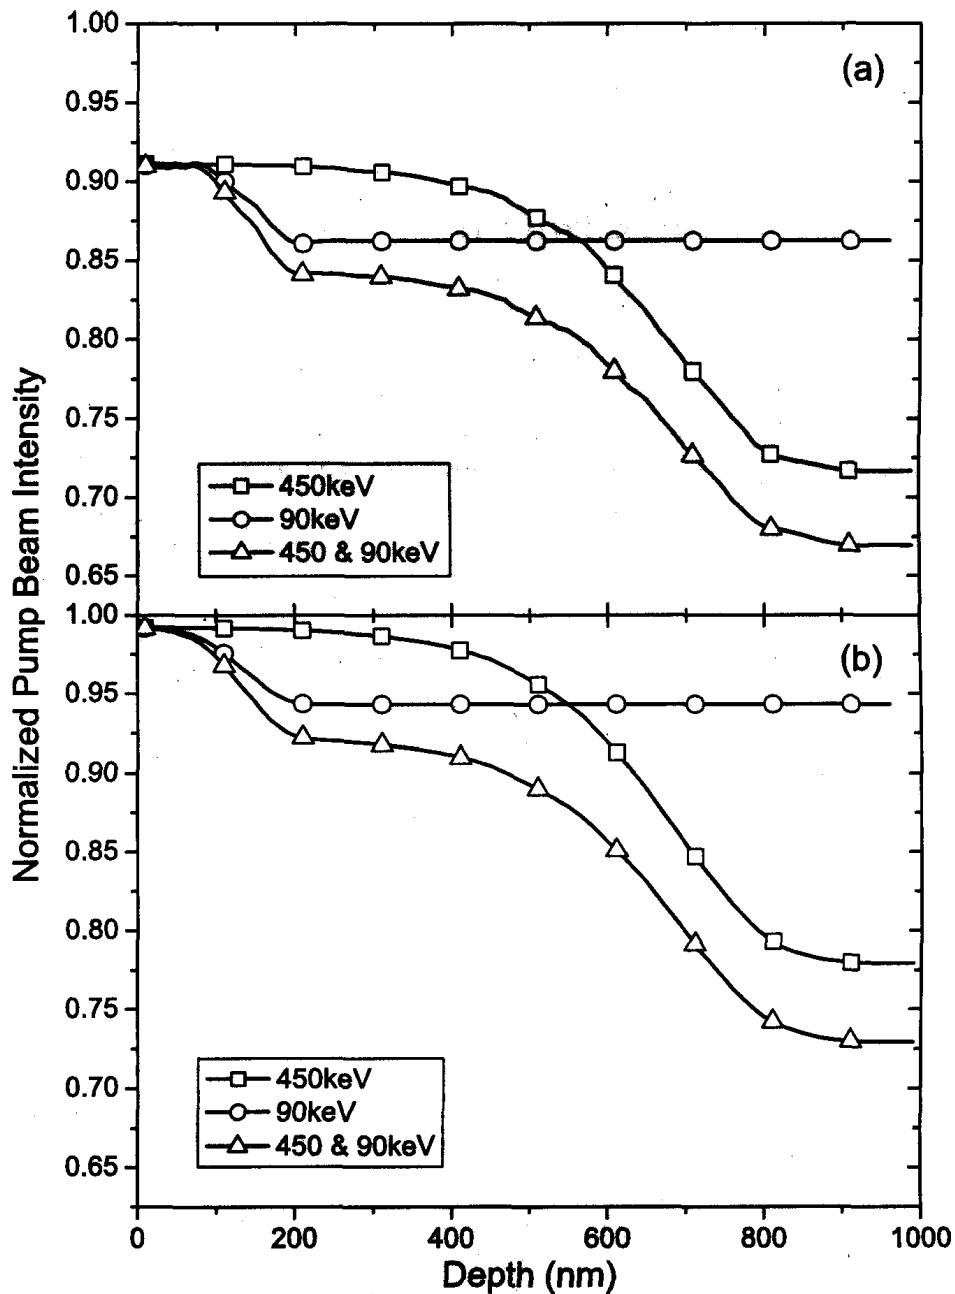 1.00
(a)
0.95
0.90
0.85
0.80
0.75
0.70
0.65
450keV
90keV
450 & 90keV
Normalized Pump Beam Intensity
1.00
(b)
0.95
0.90
0.85
0.80
0.75
0.70
0.65
450keV
90keV
450 & 90keV
0 200 400 600 800 1000
Depth (nm)